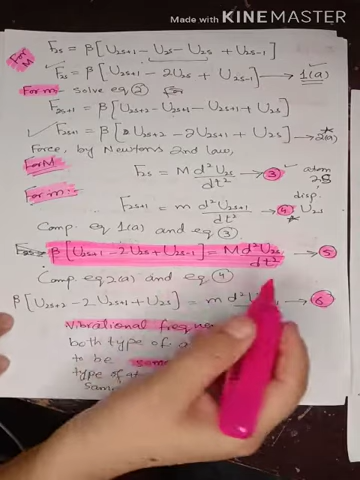 Made with KINEMASTER
For M
F2S = β [U2S+1 - U2S - U2S + U2S-1]
F2S = β [U2S+1 - 2U2S + U2S-1] → 1(a)
For m - solve eq 2
F2S+1 = β [U2S+2 - U2S+1 - U2S+1 + U2S]
F2S+1 = β [U2S+2 - 2U2S+1 + U2S] → 2(a)
Force, by Newtons 2nd law,
For M F2S = M d²U2S/dt² → 3 atom 2S
For m: disp.
F2S+1 = m d²U2S+1/dt² → 4
Comp. eq 1(a) and eq 3
β [U2S+1 - 2U2S + U2S-1] = M d²U2S/dt² → 5
Comp eq 2(a) and eq 4
β [U2S+2 - 2U2S+1 + U2S] = m d² → 6
Vibrational
both type of
to be
type of
same